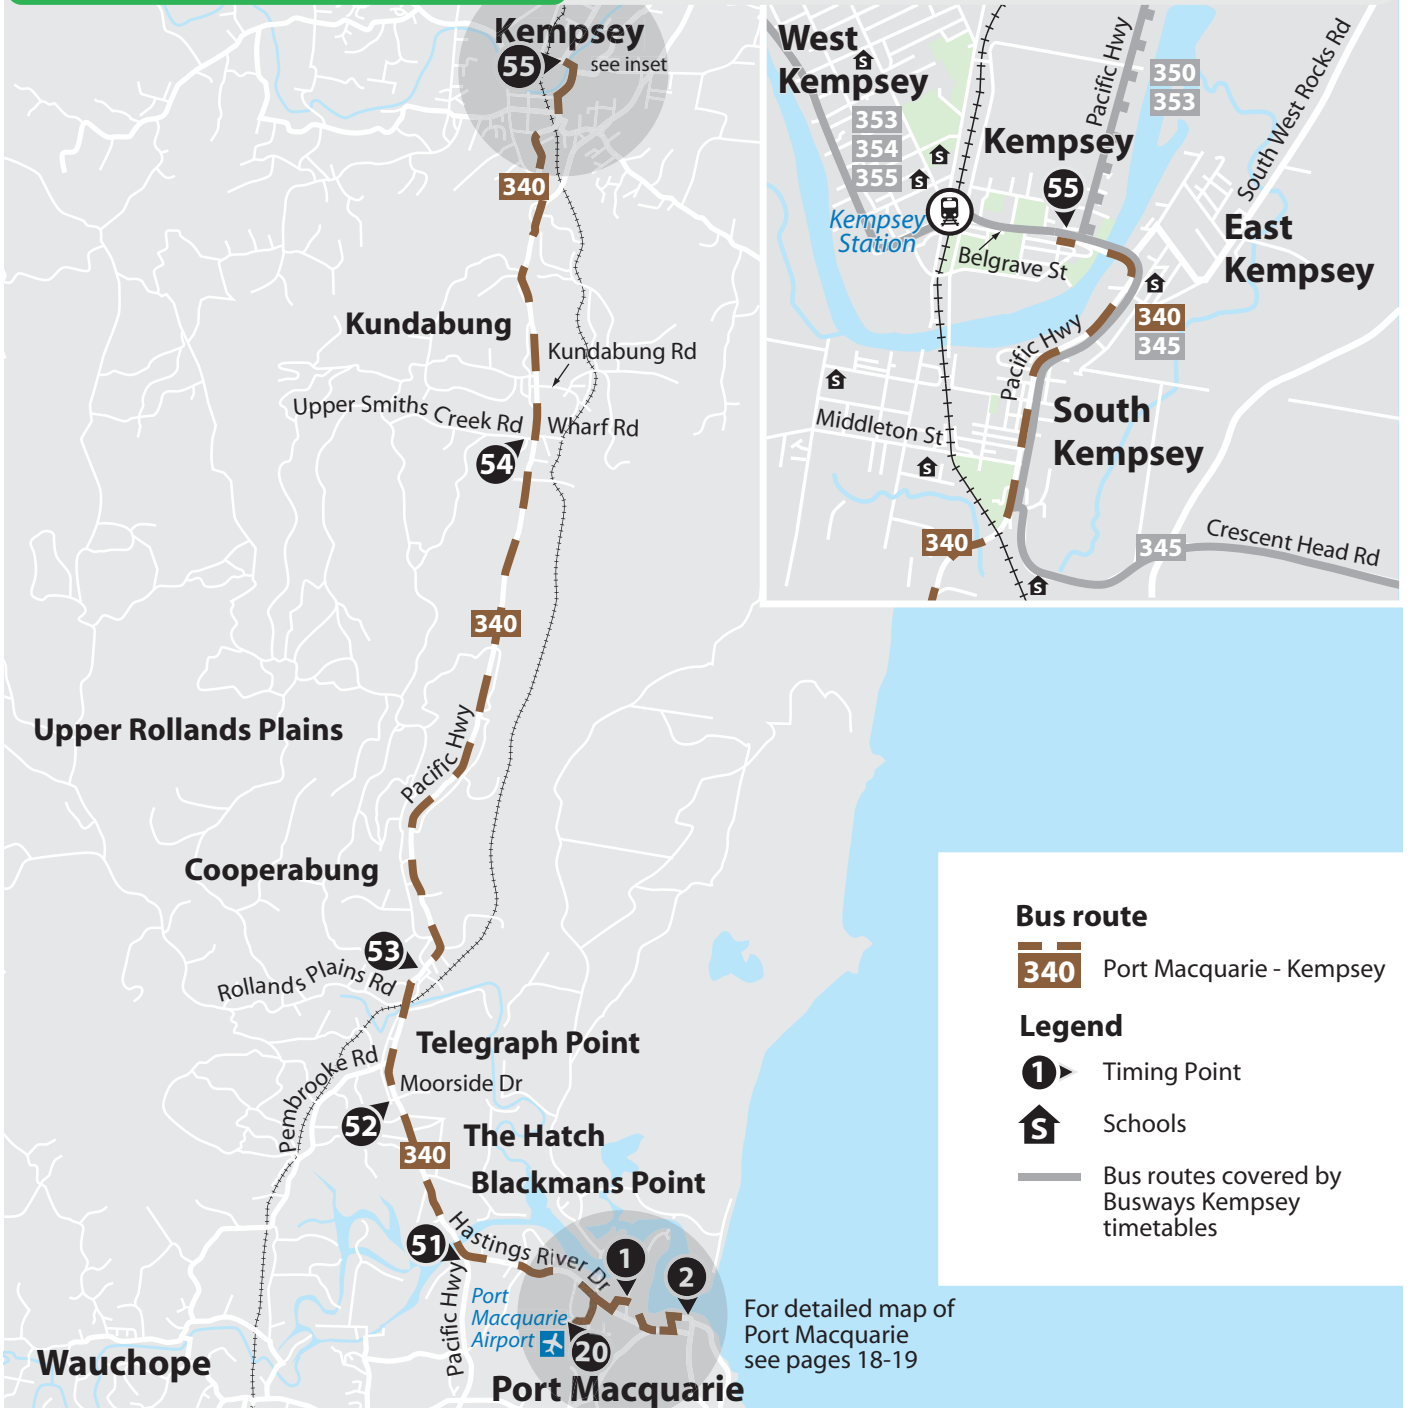 Kempsey
55
see inset
340
Kundabung
Kundabung Rd
Upper Smiths Creek Rd
Wharf Rd
54
340
Upper Rollands Plains
Pacific Hwy
Cooperabung
53
Rollands Plains Rd
Telegraph Point
Pembrooke Rd
Moorside Dr
52
The Hatch
340
Blackmans Point
51
Hastings River Dr
1
2
Pacific Hwy
Port
Macquarie
Airport
20
Wauchope
Port Macquarie
For detailed map of
Port Macquarie
see pages 18-19
West
Kempsey
S
353
354
355
S
S
Kempsey
Station
Kempsey
55
Pacific Hwy
350
353
South West Rocks Rd
East
Kempsey
Belgrave St
S
340
345
Pacific Hwy
S
Middleton St
S
South
Kempsey
340
345
Crescent Head Rd
S
Bus route
340
Port Macquarie - Kempsey
Legend
1
Timing Point
S
Schools
Bus routes covered by
Busways Kempsey
timetables